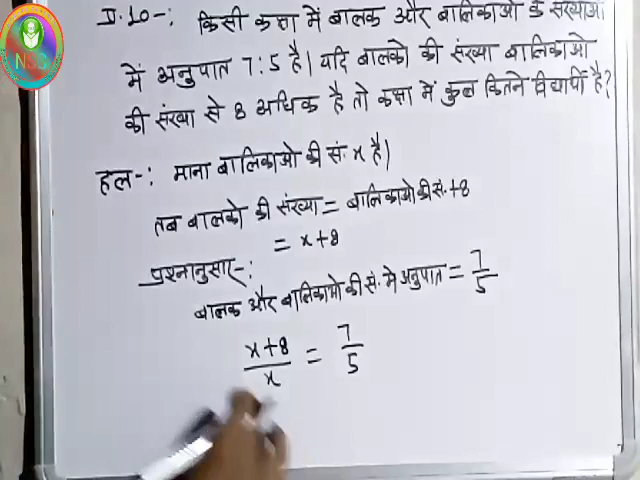 प्र.10-: किसी कक्षा में बालक और बालिकाओ के संख्याओ
में अनुपात 7:5 है। यदि बालको की संख्या बालिकाओ
की संख्या से 8 अधिक है तो कक्षा में कुल कितने विद्यार्थी है?
हल-: माना बालिकाओ की सं. x है।
तब बालको की संख्या = बालिकाओ की सं. +8
= x+8
प्रश्नानुसार-:
बालक और बालिकाओ की सं. मे अनुपात = 7/5
x+8/x = 7/5
NSS